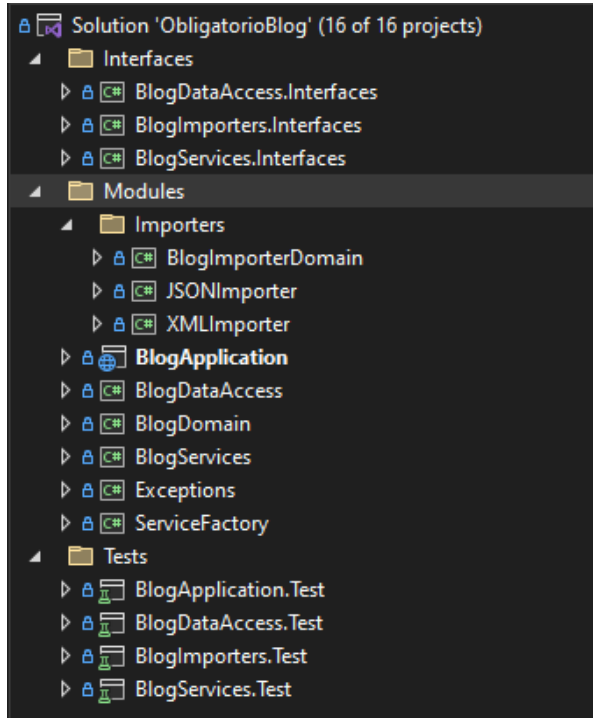 Solution 'ObligatorioBlog' (16 of 16 projects)
Interfaces
C# BlogDataAccess.Interfaces
C# BlogImporters.Interfaces
C# BlogServices.Interfaces
Modules
Importers
C# BlogImporterDomain
C# JSONImporter
C# XMLImporter
BlogApplication
C# BlogDataAccess
C# BlogDomain
C# BlogServices
C# Exceptions
C# ServiceFactory
Tests
BlogApplication.Test
BlogDataAccess.Test
BlogImporters.Test
BlogServices.Test